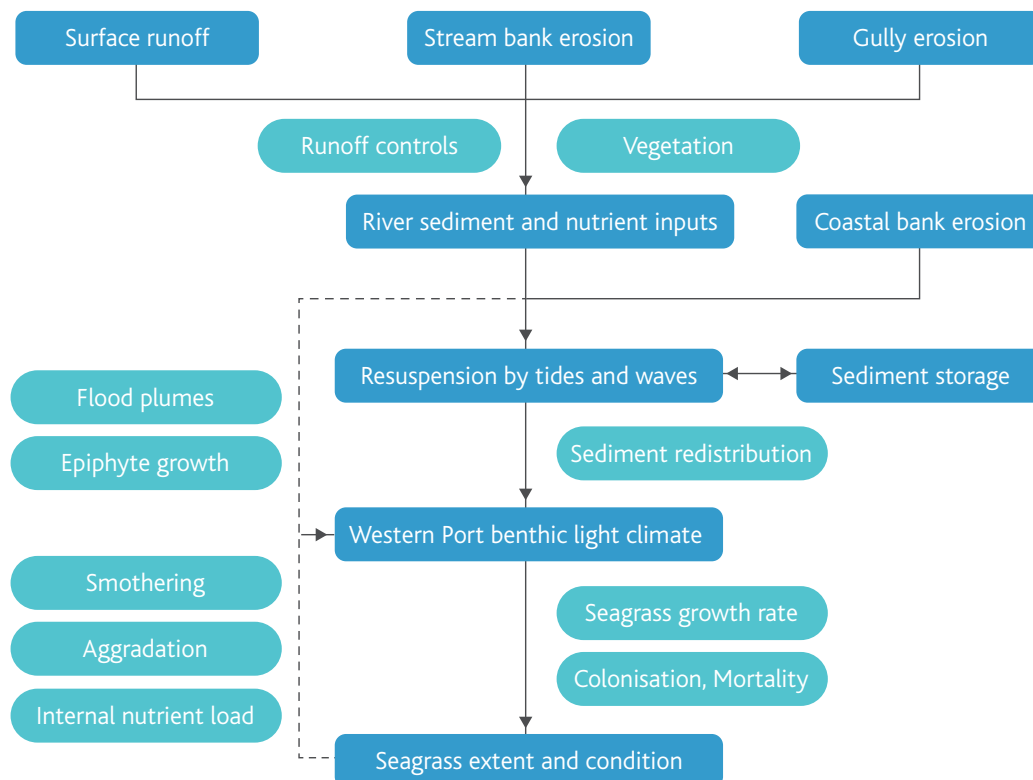 Surface runoff
Stream bank erosion
Gully erosion
Runoff controls
Vegetation
River sediment and nutrient inputs
Coastal bank erosion
Resuspension by tides and waves
Sediment storage
Flood plumes
Epiphyte growth
Sediment redistribution
Western Port benthic light climate
Smothering
Aggradation
Internal nutrient load
Seagrass growth rate
Colonisation, Mortality
Seagrass extent and condition